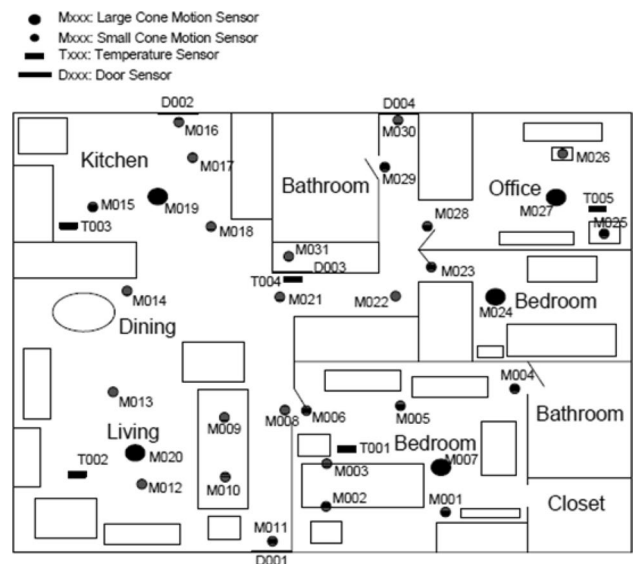 Mxxx: Large Cone Motion Sensor
Mxxx: Small Cone Motion Sensor
Txxx: Temperature Sensor
Dxxx: Door Sensor
D002
D004
M016
M030
Kitchen
M017
M026
Bathroom
M029
Office
M015
M019
M027
T005
T003
M018
M028
M025
M031
D003
M023
T004
M014
M021
M022
M024
Bedroom
Dining
M004
M013
M009
M008
M006
M005
Bathroom
Living
T001
Bedroom
T002
M020
M003
M007
M012
M010
M002
M001
Closet
M011
D001